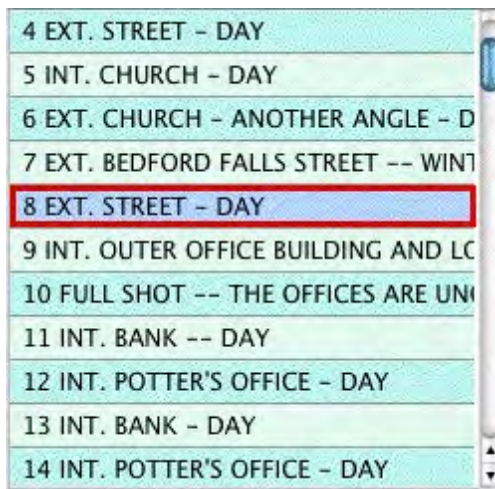 4 EXT. STREET – DAY
5 INT. CHURCH – DAY
6 EXT. CHURCH – ANOTHER ANGLE – D
7 EXT. BEDFORD FALLS STREET -- WINT
8 EXT. STREET – DAY
9 INT. OUTER OFFICE BUILDING AND LO
10 FULL SHOT -- THE OFFICES ARE UN
11 INT. BANK -- DAY
12 INT. POTTER'S OFFICE – DAY
13 INT. BANK – DAY
14 INT. POTTER'S OFFICE – DAY